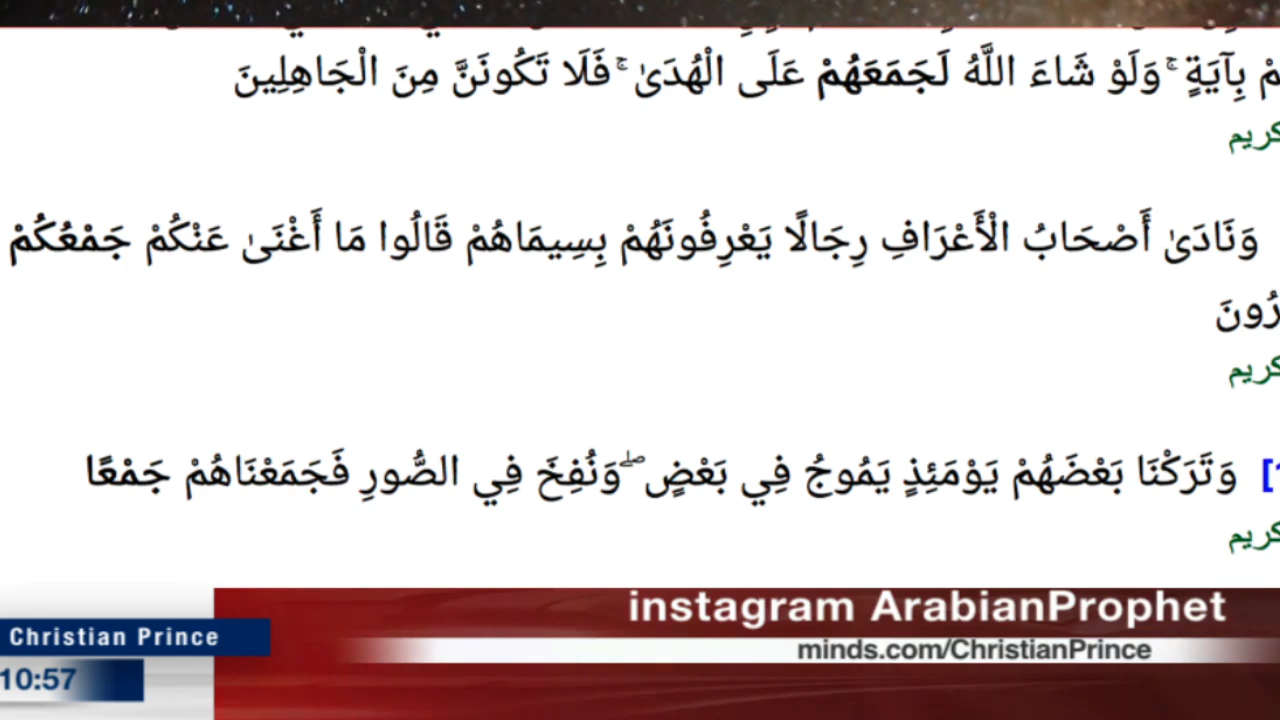 مْ بِآيَةٍ ۚ وَلَوْ شَاءَ اللَّهُ لَجَمَعَهُمْ عَلَى الْهُدَىٰ ۚ فَلَا تَكُونَنَّ مِنَ الْجَاهِلِينَ
كريم
وَنَادَىٰ أَصْحَابُ الْأَعْرَافِ رِجَالًا يَعْرِفُونَهُمْ بِسِيمَاهُمْ قَالُوا مَا أَغْنَىٰ عَنْكُمْ جَمْعُكُمْ
رُونَ
كريم
وَتَرَكْنَا بَعْضَهُمْ يَوْمَئِذٍ يَمُوجُ فِي بَعْضٍ ۖ وَنُفِخَ فِي الصُّورِ فَجَمَعْنَاهُمْ جَمْعًا
كريم
instagram ArabianProphet
Christian Prince
minds.com/ChristianPrince
10:57